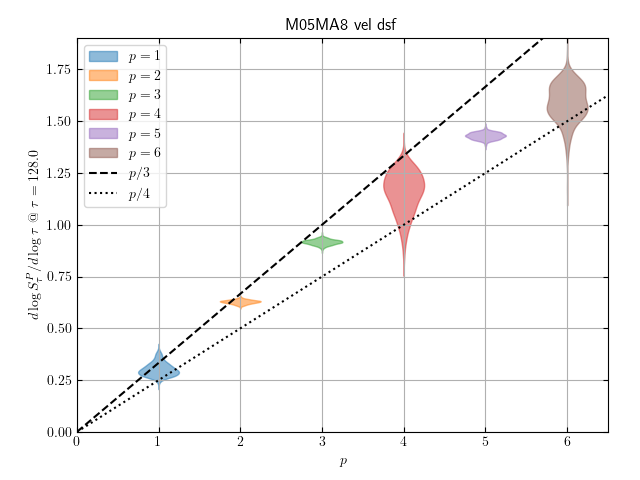 M05MA8 vel dsf
d log S_τ^P / d log τ @ τ = 128.0
1.75
1.50
1.25
1.00
0.75
0.50
0.25
0.00
p = 1
p = 2
p = 3
p = 4
p = 5
p = 6
p/3
p/4
0 1 2 3 4 5 6
p